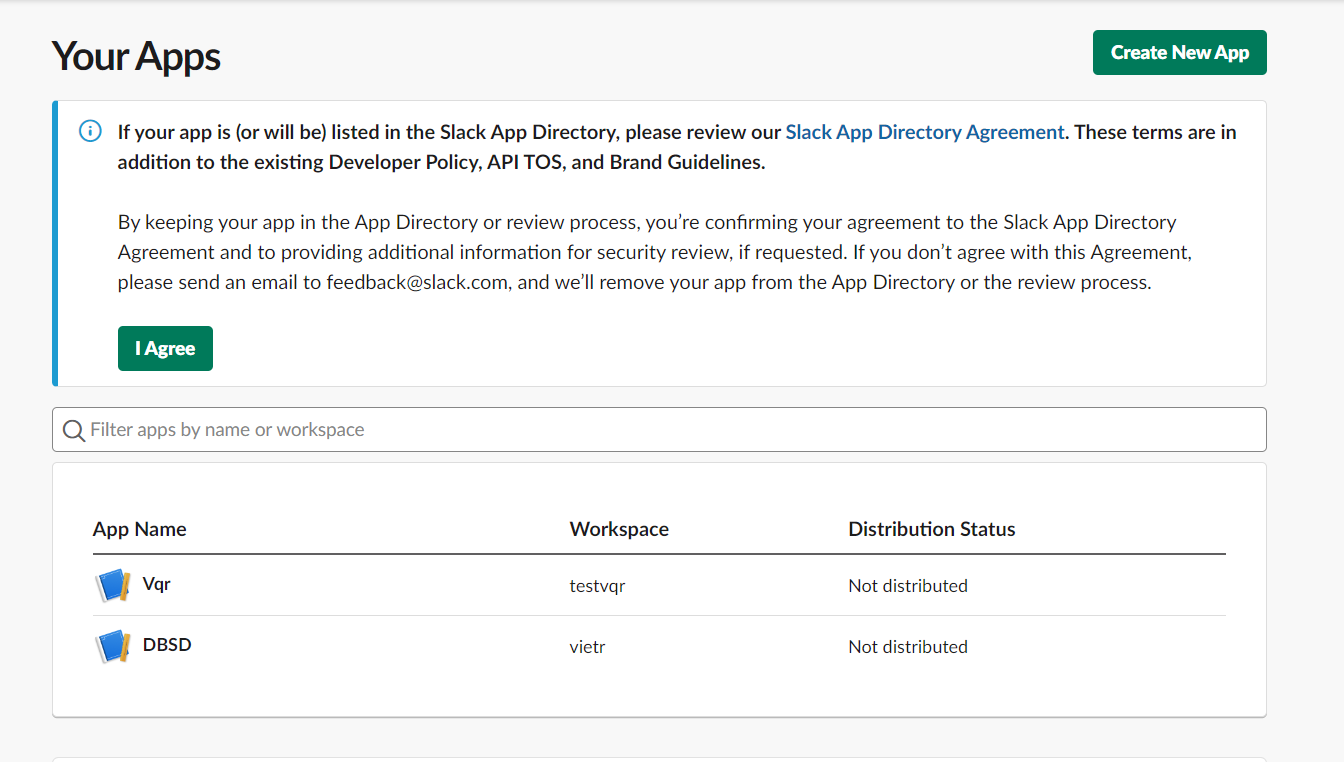 Your Apps
Create New App
If your app is (or will be) listed in the Slack App Directory, please review our Slack App Directory Agreement. These terms are in
addition to the existing Developer Policy, API TOS, and Brand Guidelines.
By keeping your app in the App Directory or review process, you’re confirming your agreement to the Slack App Directory
Agreement and to providing additional information for security review, if requested. If you don’t agree with this Agreement,
please send an email to feedback@slack.com, and we’ll remove your app from the App Directory or the review process.
I Agree
Filter apps by name or workspace
App Name Workspace Distribution Status
Vqr testvqr Not distributed
DBSD vietr Not distributed